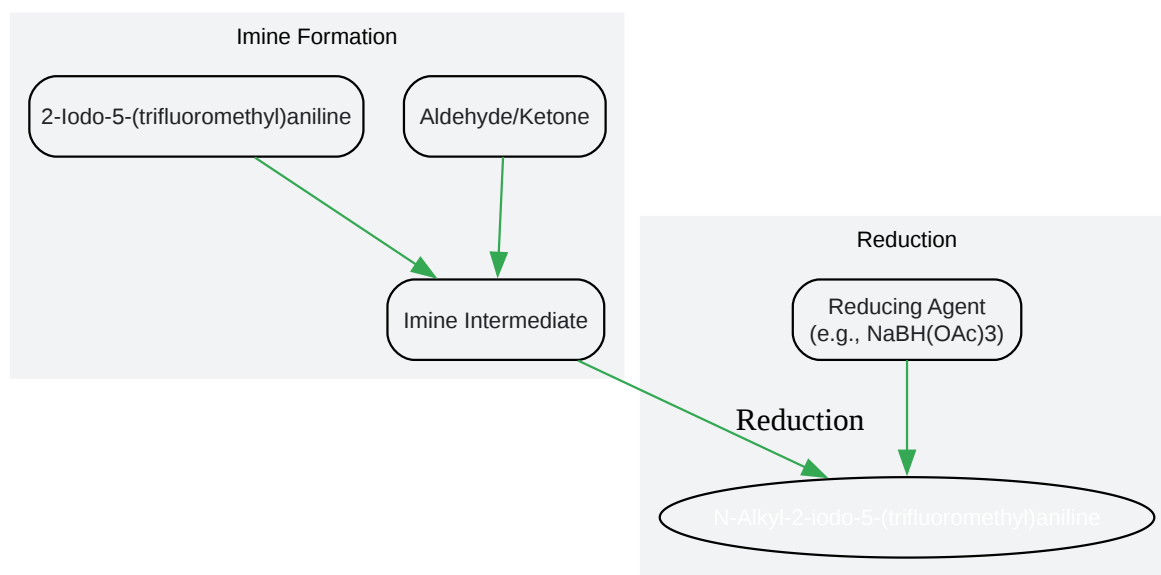 Imine Formation
2-Iodo-5-(trifluoromethyl)aniline
Aldehyde/Ketone
Imine Intermediate
Reduction
Reducing Agent
(e.g., NaBH(OAc)3)
Reduction
N-Alkyl-2-iodo-5-(trifluoromethyl)aniline